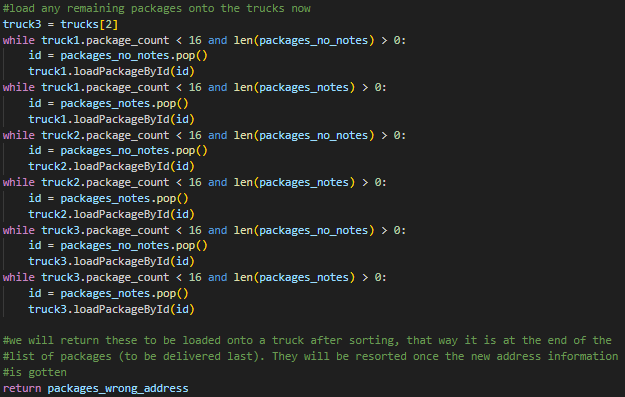 #load any remaining packages onto the trucks now
truck3 = trucks[2]
while truck1.package_count < 16 and len(packages_no_notes) > 0:
    id = packages_no_notes.pop()
    truck1.loadPackageById(id)
while truck1.package_count < 16 and len(packages_notes) > 0:
    id = packages_notes.pop()
    truck1.loadPackageById(id)
while truck2.package_count < 16 and len(packages_no_notes) > 0:
    id = packages_no_notes.pop()
    truck2.loadPackageById(id)
while truck2.package_count < 16 and len(packages_notes) > 0:
    id = packages_notes.pop()
    truck2.loadPackageById(id)
while truck3.package_count < 16 and len(packages_no_notes) > 0:
    id = packages_no_notes.pop()
    truck3.loadPackageById(id)
while truck3.package_count < 16 and len(packages_notes) > 0:
    id = packages_notes.pop()
    truck3.loadPackageById(id)

#we will return these to be loaded onto a truck after sorting, that way it is at the end of the
#list of packages (to be delivered last). They will be resorted once the new address information
#is gotten
return packages_wrong_address